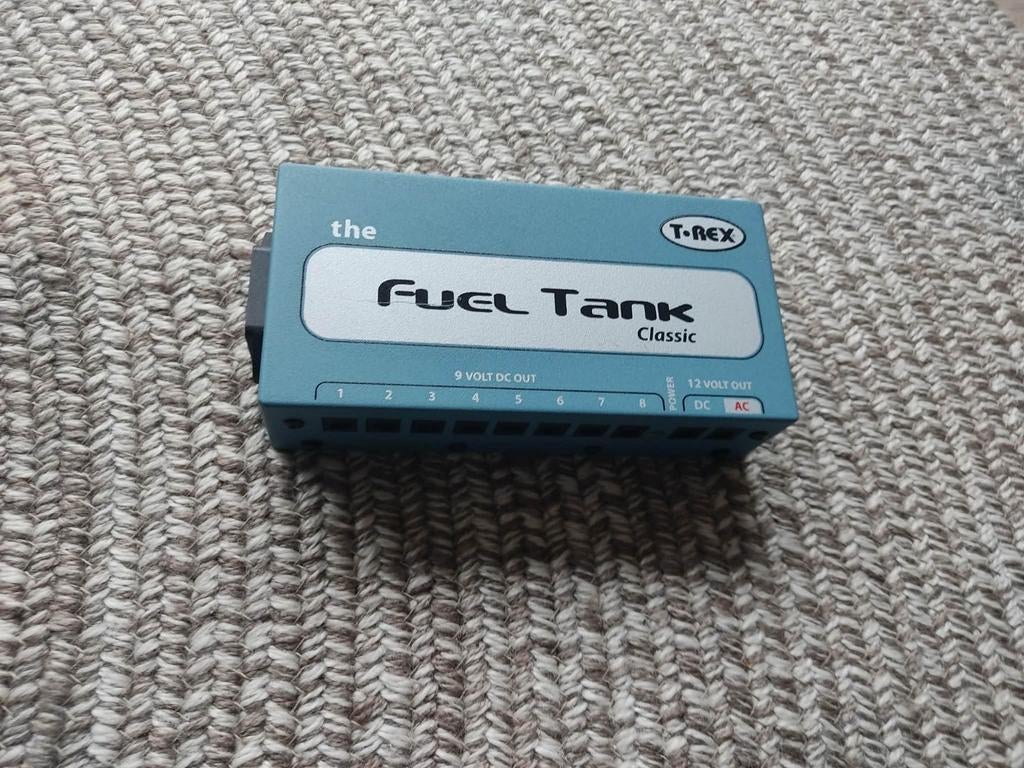 the
T·REX
Fuel Tank
Classic
9 VOLT DC OUT
1 2 3 4 5 6 7 8
POWER
12 VOLT OUT
DC AC